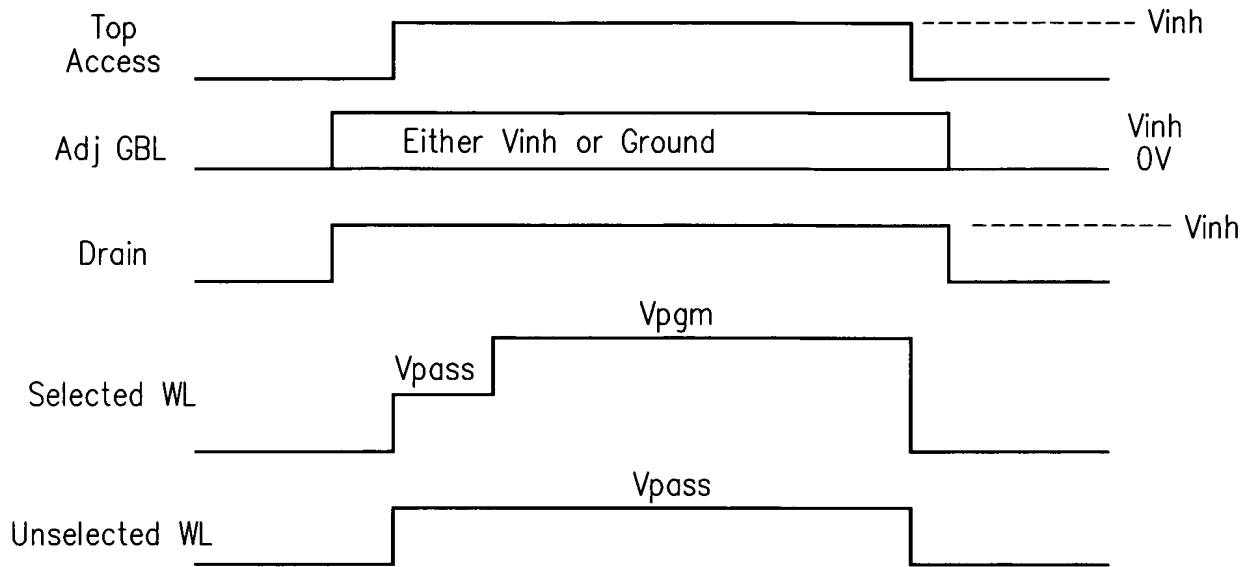 Top
Access
Vinh
Adj GBL
Either Vinh or Ground
Vinh
0V
Drain
Vinh
Vpgm
Vpass
Selected WL
Vpass
Unselected WL